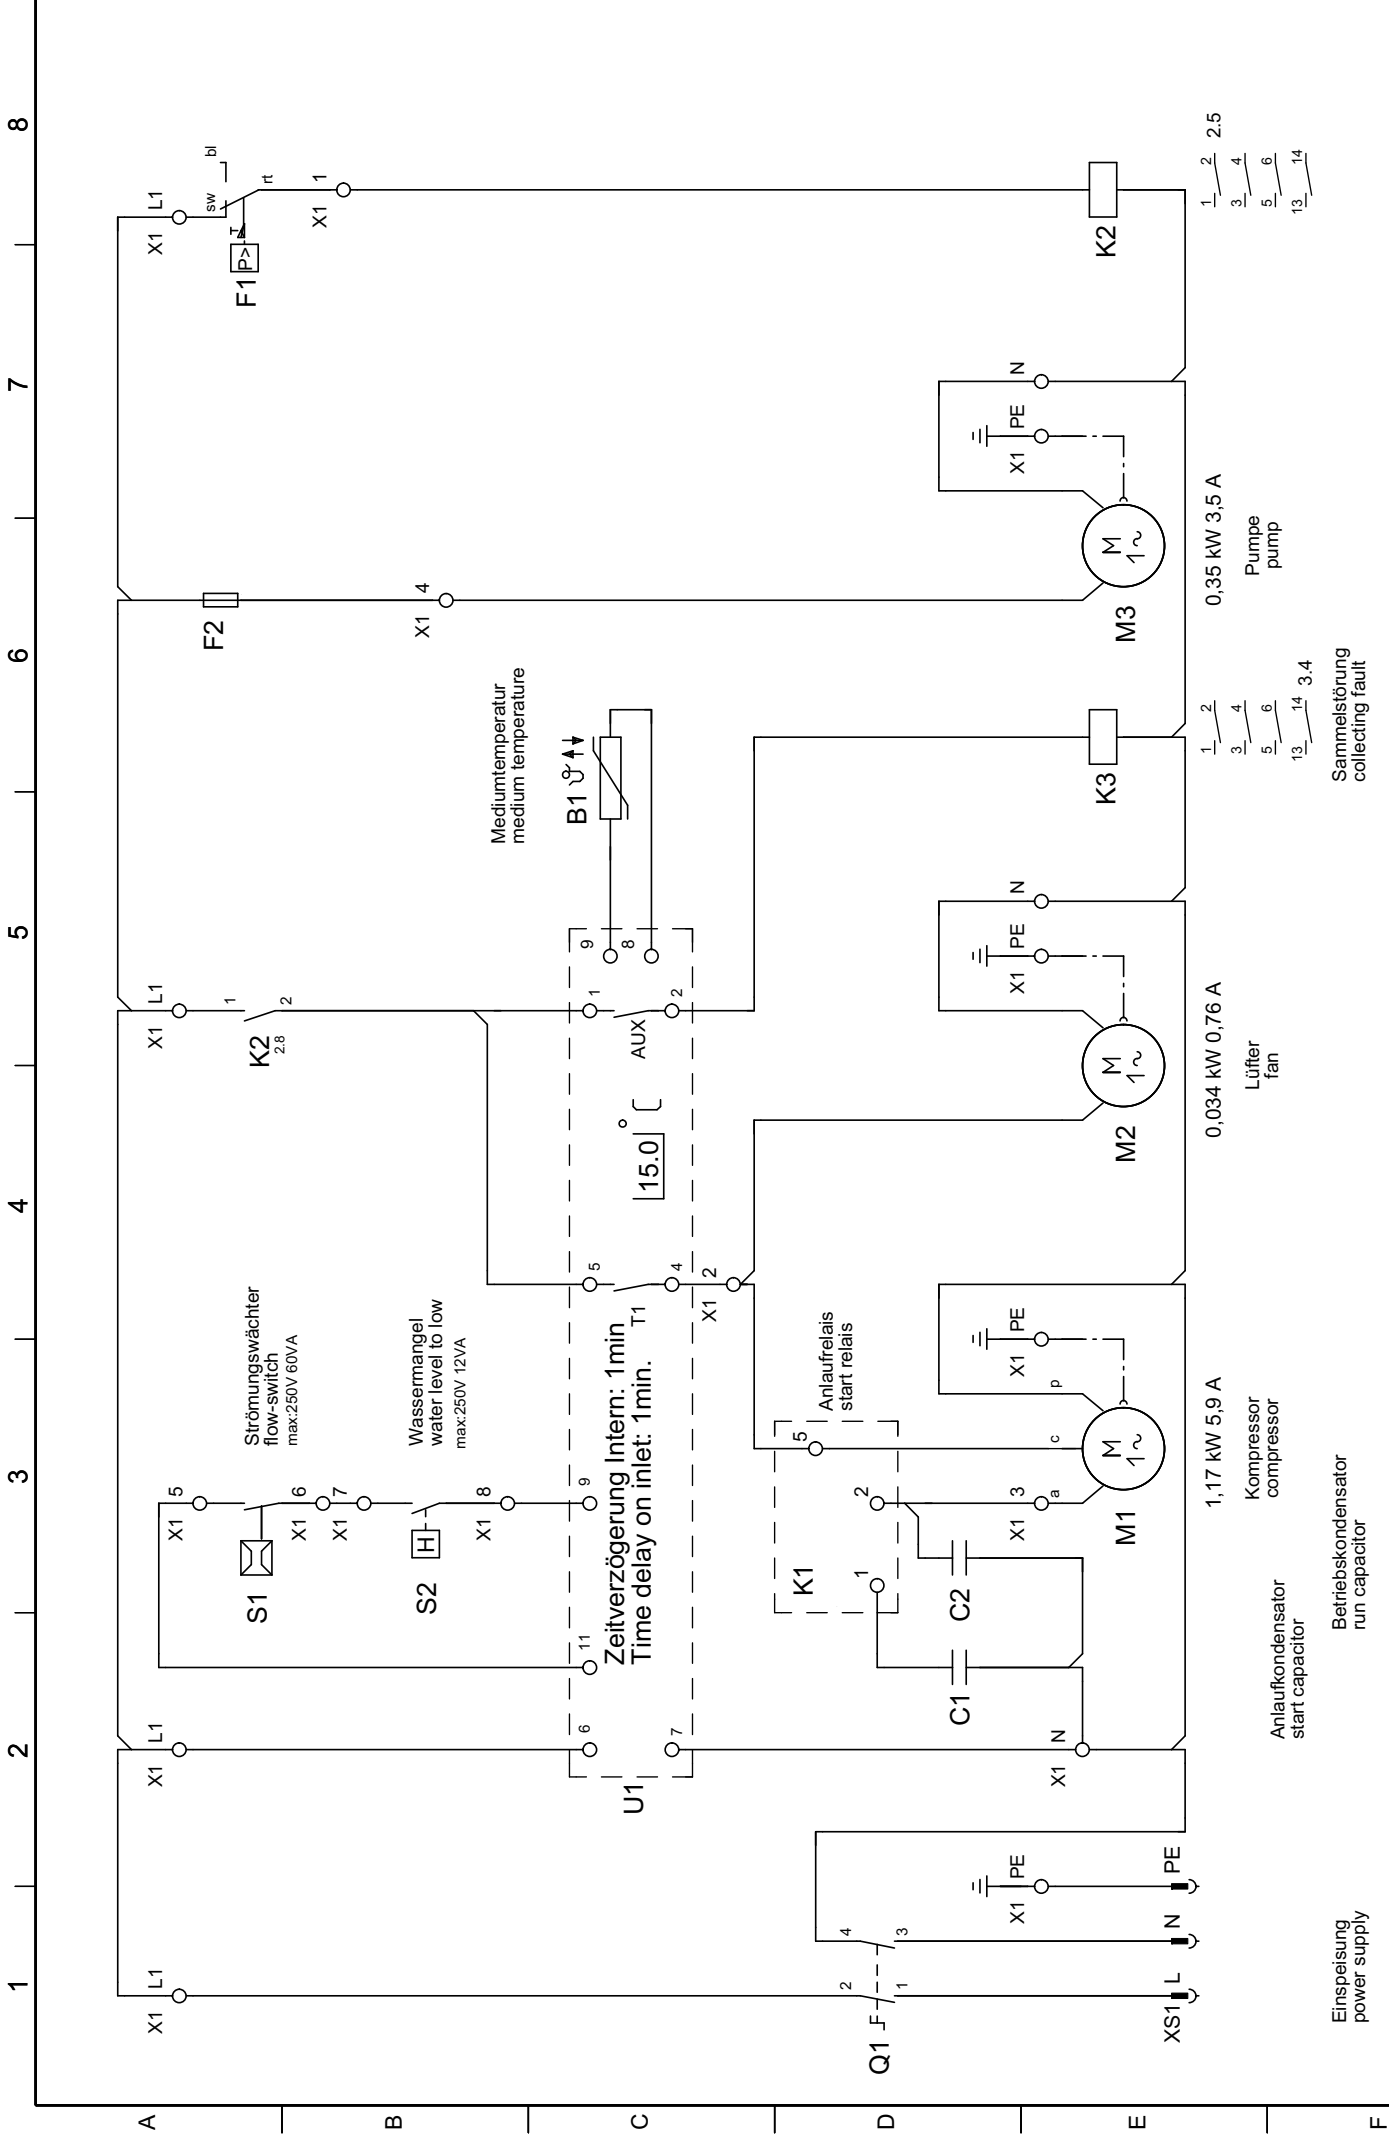 1
2
3
4
5
6
7
8
A
B
C
D
E
F
X1
L1
Q1
2
1
4
3
XS1
L
N
PE
X1
PE
Einspeisung
power supply
X1
L1
6
7
U1
11
9
X1
N
X1
5
S1
Strömungswächter
flow-switch
max:250V 60VA
X1
6
X1
7
S2
H
Wassermangel
water level to low
max:250V 12VA
X1
8
Zeitverzögerung Intern: 1min
Time delay on inlet: 1min.
5
T1
4
X1
2
K1
1
2
5
Anlaufrelais
start relais
C1
C2
X1
3
a
c
p
X1
PE
M
1~
M1
1,17 kW 5,9 A
Kompressor
compressor
Anlaufkondensator
start capacitor
Betriebskondensator
run capacitor
X1
L1
K2
2.8
1
2
15.0
°C
AUX
1
2
9
8
B1
ϑ
Mediumtemperatur
medium temperature
M
1~
M2
X1
PE
N
0,034 kW 0,76 A
Lüfter
fan
K3
1
2
3
4
5
6
13
14
3.4
Sammelstörung
collecting fault
F2
X1
4
M
1~
M3
X1
PE
N
0,35 kW 3,5 A
Pumpe
pump
X1
L1
F1
P>
sw
bl
rt
X1
1
K2
1
2
2.5
3
4
5
6
13
14